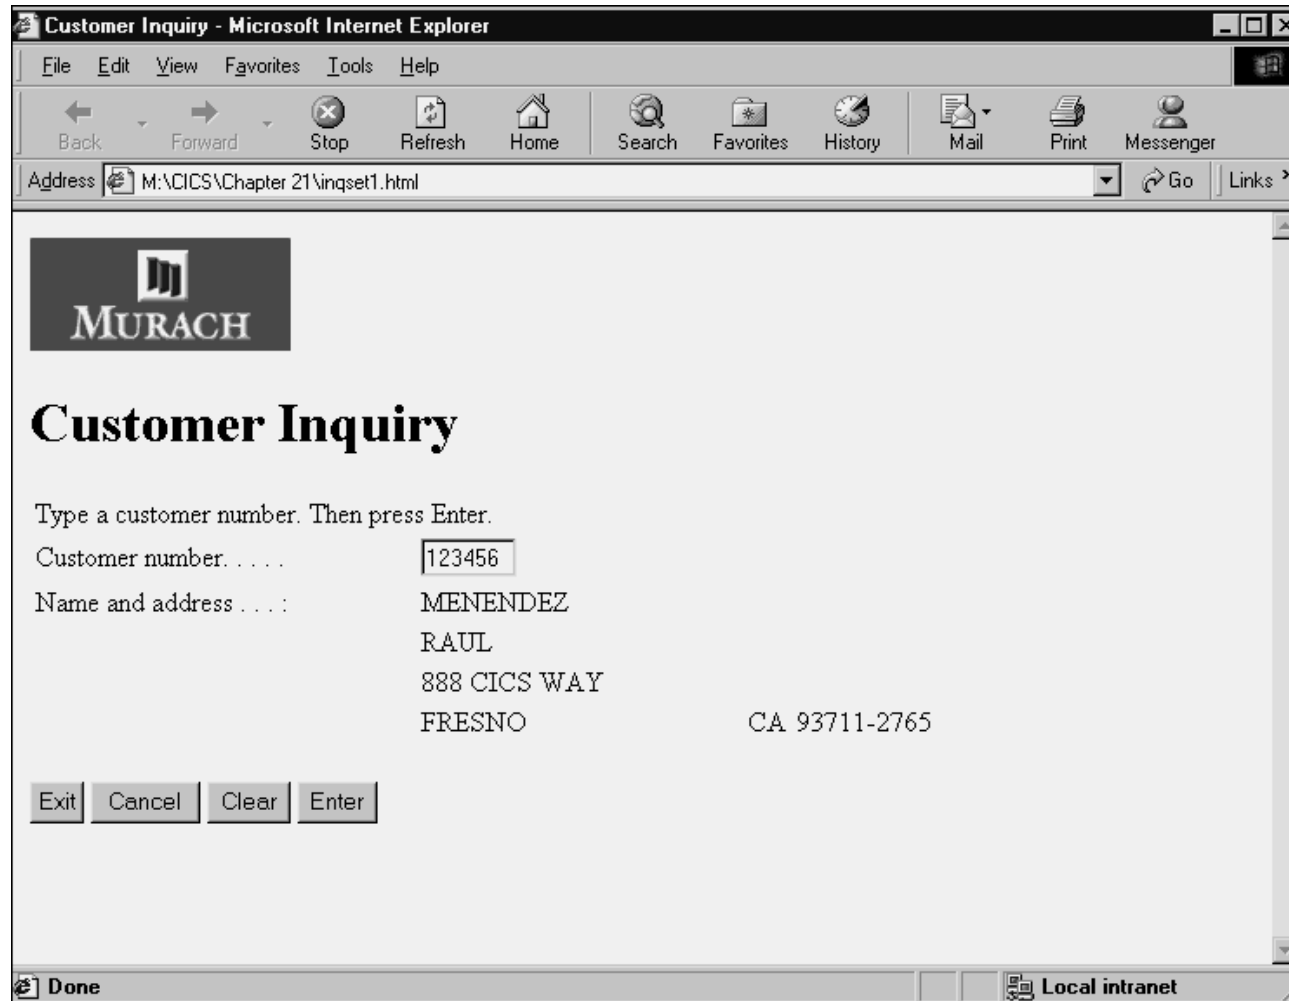 Customer Inquiry - Microsoft Internet Explorer
File Edit View Favorites Tools Help
Back Forward Stop Refresh Home Search Favorites History Mail Print Messenger
Address M:\CICS\Chapter 21\inqset1.html Go Links
MURACH
Customer Inquiry
Type a customer number. Then press Enter.
Customer number. . . . . 123456
Name and address . . . : MENENDEZ
RAUL
888 CICS WAY
FRESNO CA 93711-2765
Exit Cancel Clear Enter
Done Local intranet